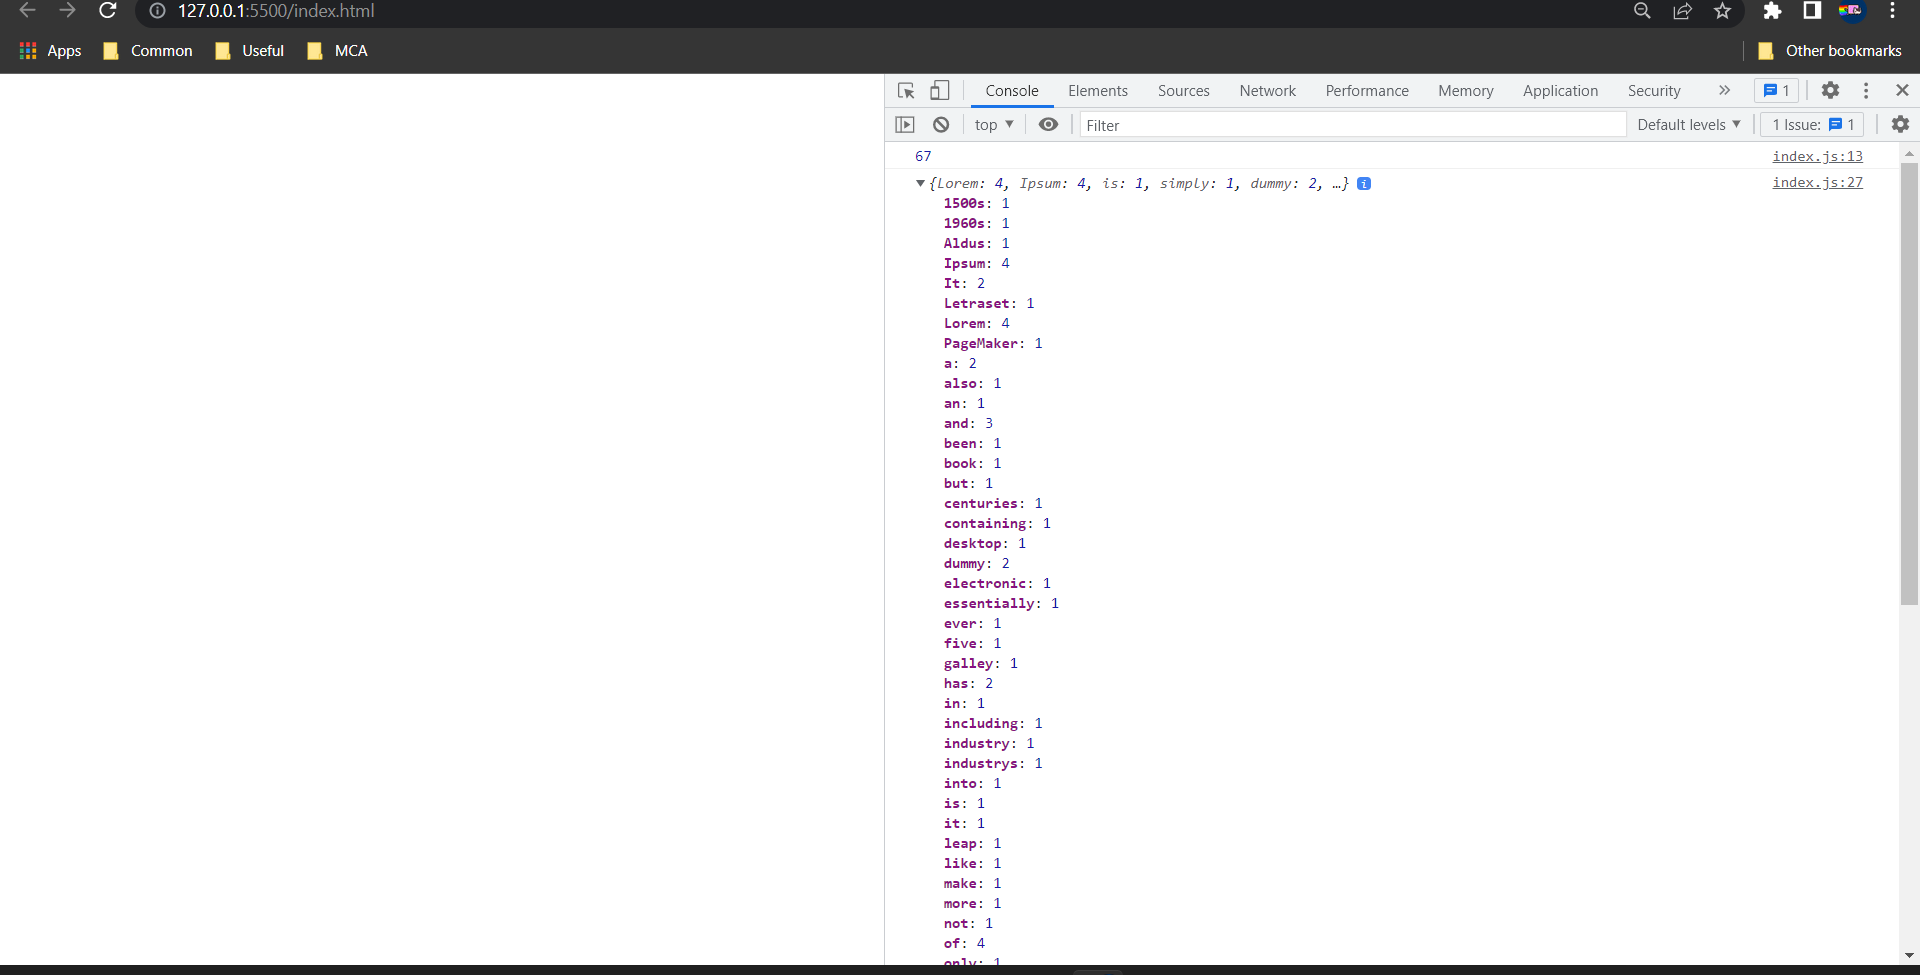 127.0.0.1:5500/index.html
Apps Common Useful MCA Other bookmarks
Console Elements Sources Network Performance Memory Application Security » 1
top Filter Default levels 1 Issue: 1
67 index.js:13
{Lorem: 4, Ipsum: 4, is: 1, simply: 1, dummy: 2, …} i index.js:27
1500s: 1
1960s: 1
Aldus: 1
Ipsum: 4
It: 2
Letraset: 1
Lorem: 4
PageMaker: 1
a: 2
also: 1
an: 1
and: 3
been: 1
book: 1
but: 1
centuries: 1
containing: 1
desktop: 1
dummy: 2
electronic: 1
essentially: 1
ever: 1
five: 1
galley: 1
has: 2
in: 1
including: 1
industry: 1
industrys: 1
into: 1
is: 1
it: 1
leap: 1
like: 1
make: 1
more: 1
not: 1
of: 4
only: 1